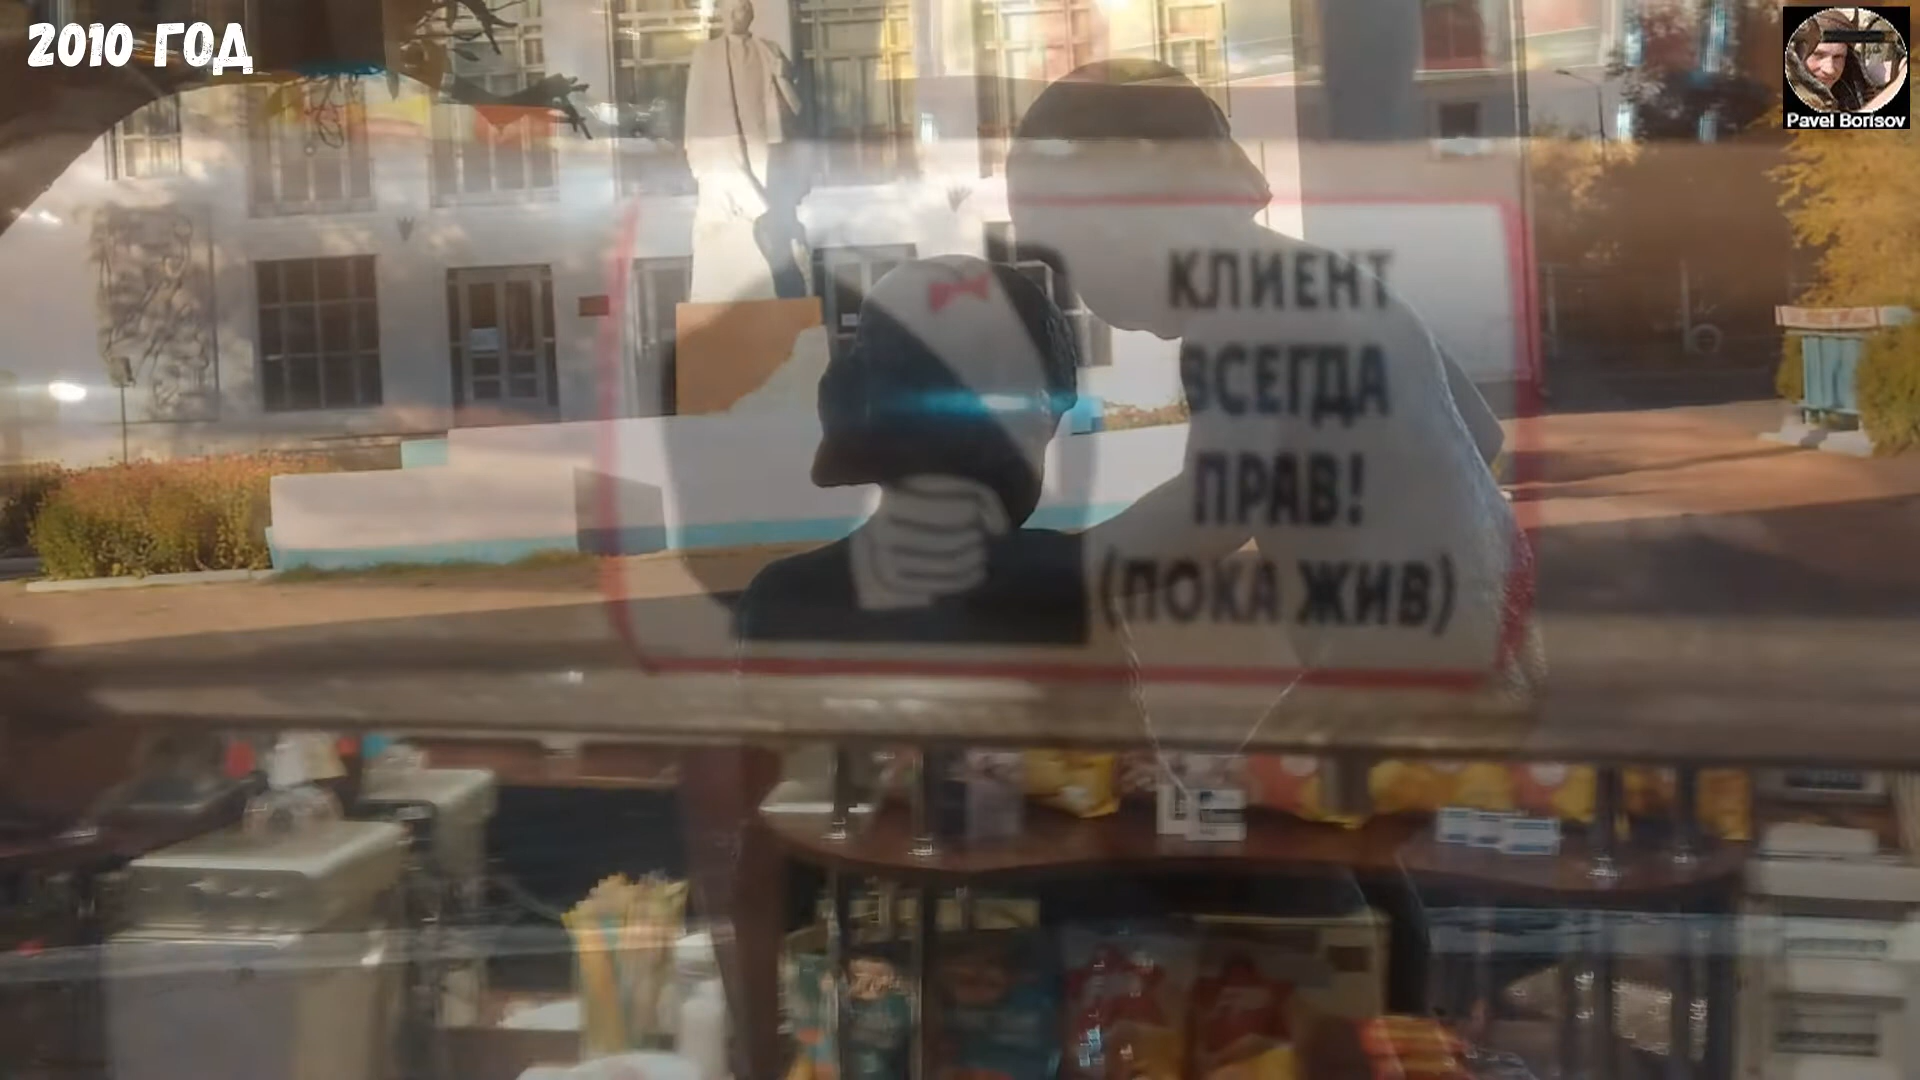 2010 ГОД
Pavel Borisov
КЛИЕНТ
ВСЕГДА
ПРАВ!
(ПОКА ЖИВ)